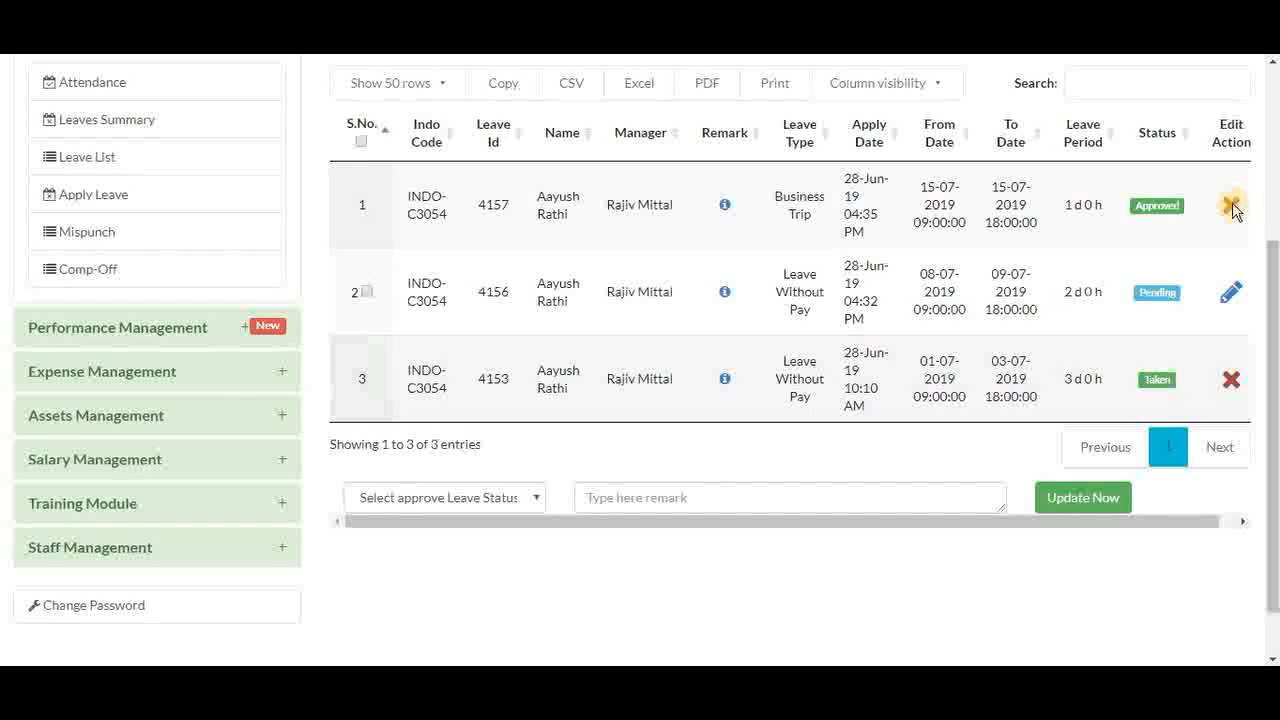 Attendance
Leaves Summary
Leave List
Apply Leave
Mispunch
Comp-Off
Performance Management + New
Expense Management +
Assets Management +
Salary Management +
Training Module +
Staff Management +
Change Password
Show 50 rows Copy CSV Excel PDF Print Column visibility Search:
S.No. Indo Code Leave Id Name Manager Remark Leave Type Apply Date From Date To Date Leave Period Status Edit Action
1 INDO-C3054 4157 Aayush Rathi Rajiv Mittal Business Trip 28-Jun-19 04:35 PM 15-07-2019 09:00:00 15-07-2019 18:00:00 1 d 0 h Approved
2 INDO-C3054 4156 Aayush Rathi Rajiv Mittal Leave Without Pay 28-Jun-19 04:32 PM 08-07-2019 09:00:00 09-07-2019 18:00:00 2 d 0 h Pending
3 INDO-C3054 4153 Aayush Rathi Rajiv Mittal Leave Without Pay 28-Jun-19 10:10 AM 01-07-2019 09:00:00 03-07-2019 18:00:00 3 d 0 h Taken
Showing 1 to 3 of 3 entries
Previous 1 Next
Select approve Leave Status Type here remark Update Now